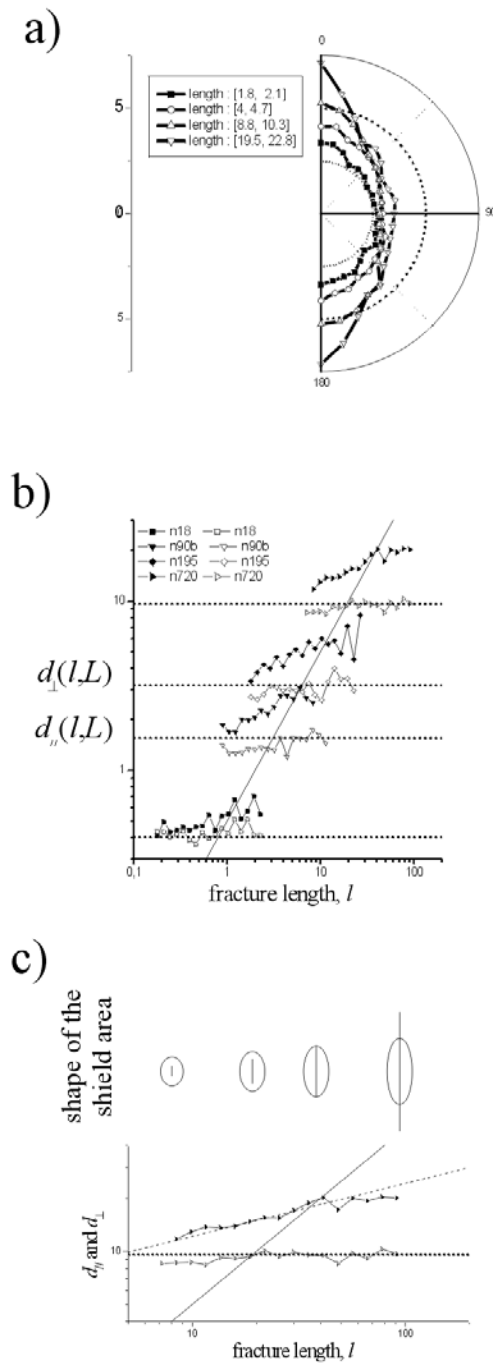 a)
0
length : [1.8, 2.1]
length : [4, 4.7]
length : [8.8, 10.3]
length : [19.5, 22.8]
5
0
90
5
180
b)
n18 n18
n90b n90b
n195 n195
n720 n720
10
d⊥(l,L)
d//(l,L)
1
0,1 1 10 100
fracture length, l
c)
shape of the
shield area
d// and d⊥
10
10 100
fracture length, l